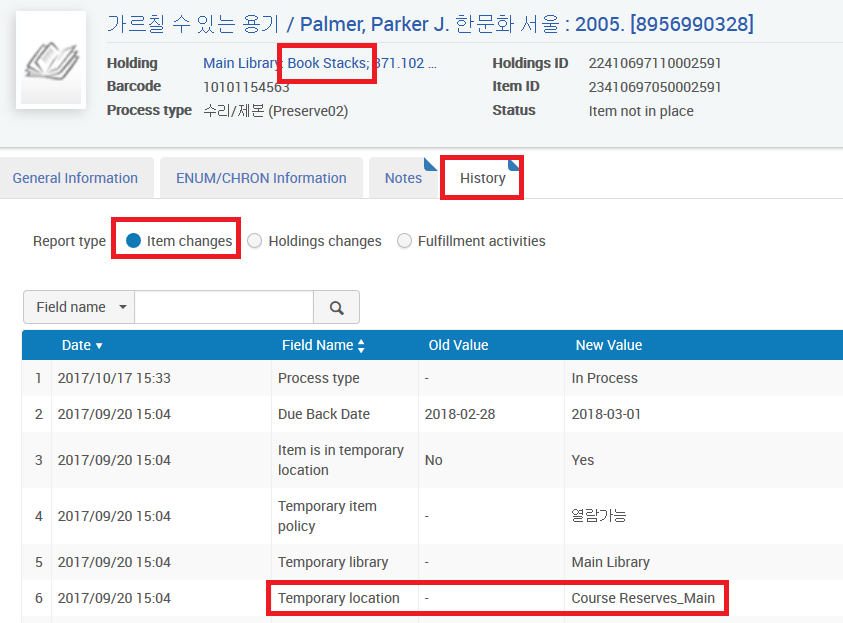 가르칠 수 있는 용기 / Palmer, Parker J. 한문화 서울 : 2005. [8956990328]
Holding Main Library; Book Stacks; 371.102 ... Holdings ID 22410697110002591
Barcode 10101154563 Item ID 23410697050002591
Process type 수리/제본 (Preserve02) Status Item not in place
General Information ENUM/CHRON Information Notes History
Report type Item changes Holdings changes Fulfillment activities
Field name
Date Field Name Old Value New Value
1 2017/10/17 15:33 Process type - In Process
2 2017/09/20 15:04 Due Back Date 2018-02-28 2018-03-01
3 2017/09/20 15:04 Item is in temporary location No Yes
4 2017/09/20 15:04 Temporary item policy - 열람가능
5 2017/09/20 15:04 Temporary library - Main Library
6 2017/09/20 15:04 Temporary location - Course Reserves_Main